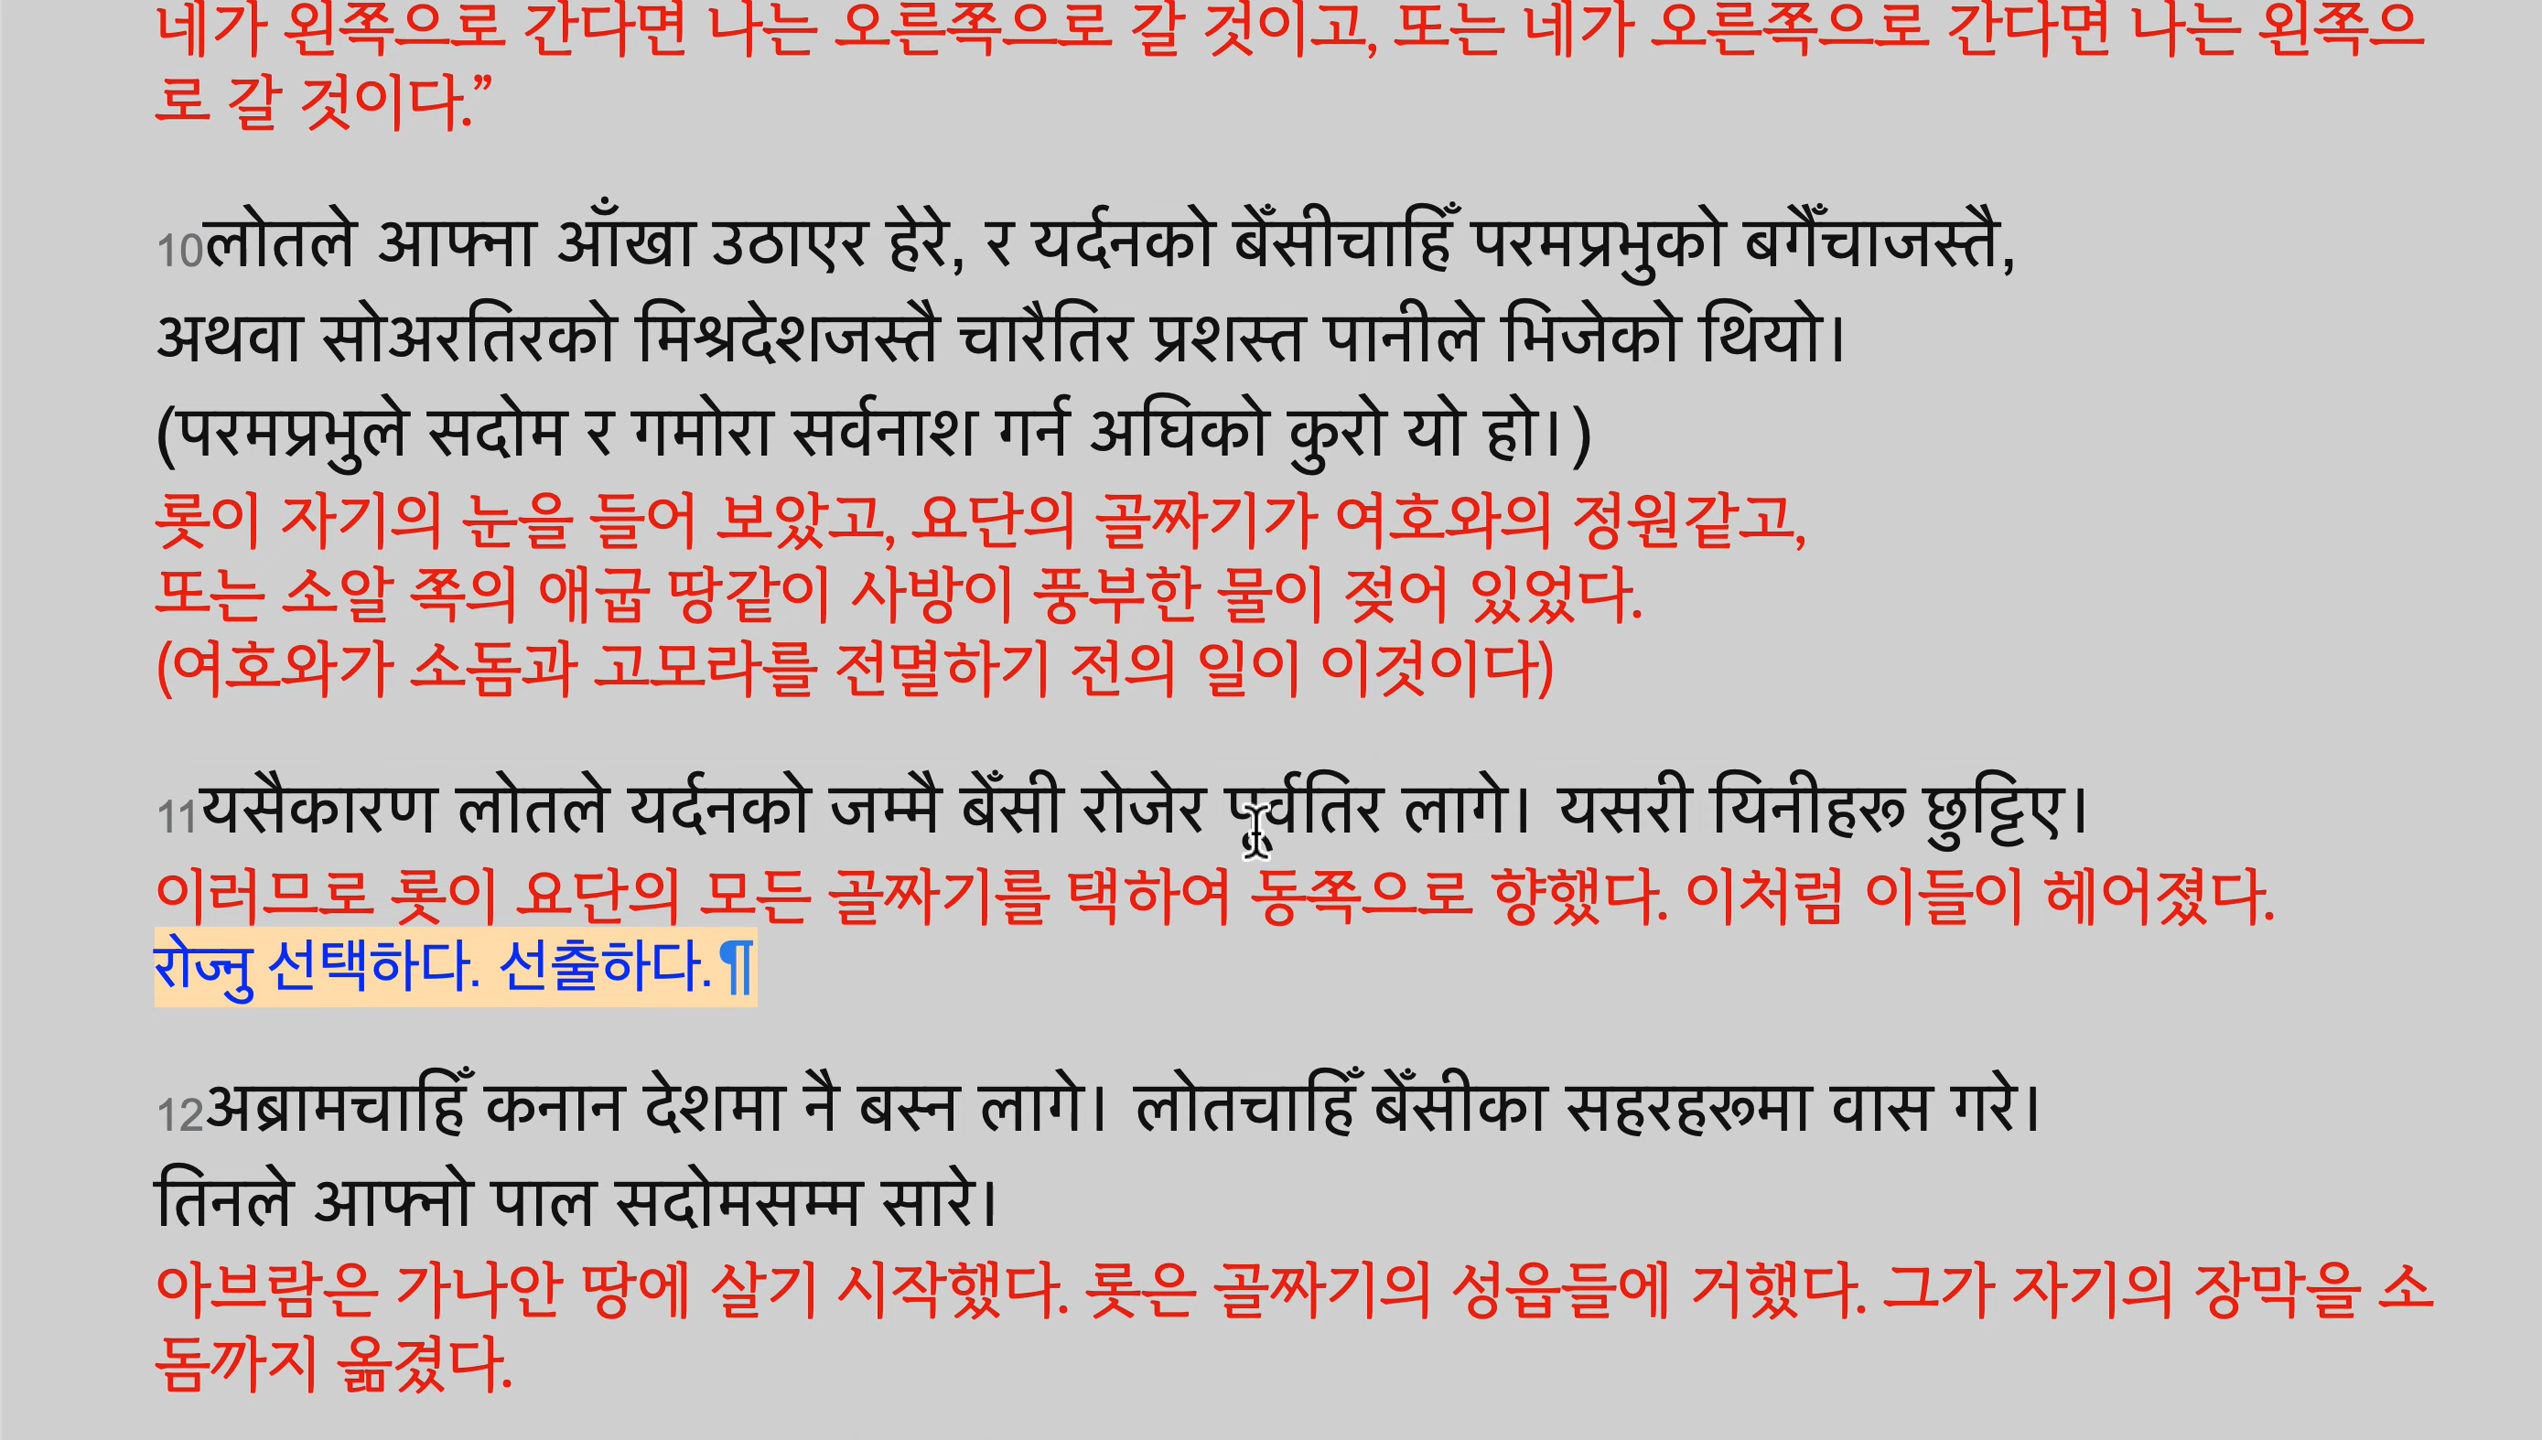 네가 왼쪽으로 간다면 나는 오른쪽으로 갈 것이고, 또는 네가 오른쪽으로 간다면 나는 왼쪽으
로 갈 것이다.”
10लोतले आफ्ना आँखा उठाएर हेरे, र यर्दनको बेँसीचाहिँ परमप्रभुको बगैँचाजस्तै,
अथवा सोअरतिरको मिश्रदेशजस्तै चारैतिर प्रशस्त पानीले भिजेको थियो।
(परमप्रभुले सदोम र गमोरा सर्वनाश गर्न अघिको कुरो यो हो।)
롯이 자기의 눈을 들어 보았고, 요단의 골짜기가 여호와의 정원같고,
또는 소알 쪽의 애굽 땅같이 사방이 풍부한 물이 젖어 있었다.
(여호와가 소돔과 고모라를 전멸하기 전의 일이 이것이다)
11यसैकारण लोतले यर्दनको जम्मै बेँसी रोजेर पूर्वतिर लागे। यसरी यिनीहरू छुट्टिए।
이러므로 롯이 요단의 모든 골짜기를 택하여 동쪽으로 향했다. 이처럼 이들이 헤어졌다.
रोज्नु 선택하다. 선출하다.¶
12अब्रामचाहिँ कनान देशमा नै बस्न लागे। लोतचाहिँ बेँसीका सहरहरूमा वास गरे।
तिनले आफ्नो पाल सदोमसम्म सारे।
아브람은 가나안 땅에 살기 시작했다. 롯은 골짜기의 성읍들에 거했다. 그가 자기의 장막을 소
돔까지 옮겼다.